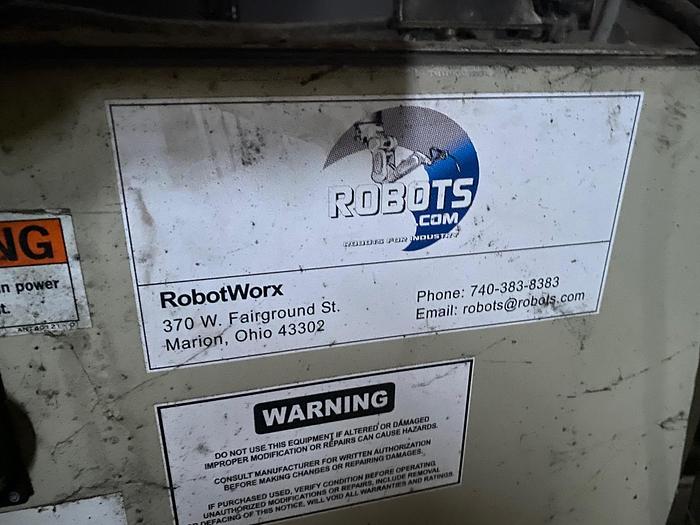 ROBOTS
.COM
ROBOTS FOR INDUSTRY
NG
n power
t.
RobotWorx
370 W. Fairground St.
Marion, Ohio 43302
Phone: 740-383-8383
Email: robots@robots.com
WARNING
DO NOT USE THIS EQUIPMENT IF ALTERED OR DAMAGED
IMPROPER MODIFICATION OR REPAIRS CAN CAUSE HAZARDS.
CONSULT MANUFACTURER FOR WRITTEN AUTHORIZATION
BEFORE MAKING CHANGES OR REPAIRING DAMAGES.
IF PURCHASED USED, VERIFY CONDITION BEFORE OPERATING
UNAUTHORIZED MODIFICATIONS OR REPAIRS, INCLUDE REMOVAL
OR DEFACING OF THIS NOTICE, WILL VOID ALL WARRANTIES AND RATINGS